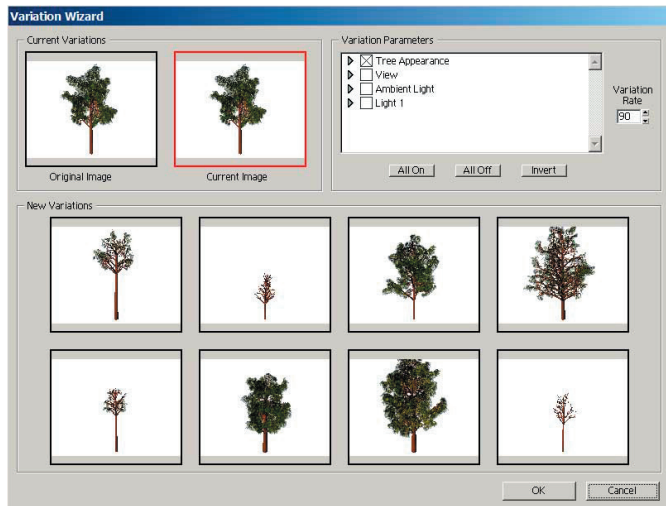 Variation Wizard
Current Variations
Original Image
Current Image
Variation Parameters
Tree Appearance
View
Ambient Light
Light 1
Variation
Rate
90
All On
All Off
Invert
New Variations
OK
Cancel